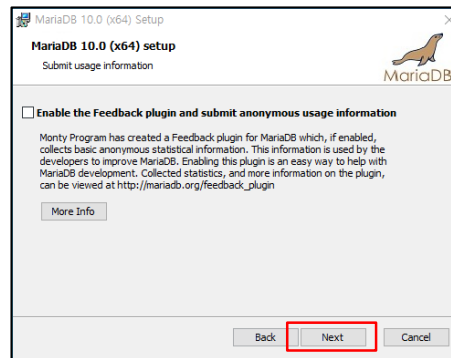 MariaDB 10.0 (x64) Setup
MariaDB 10.0 (x64) setup
Submit usage information
MariaDB
Enable the Feedback plugin and submit anonymous usage information
Monty Program has created a Feedback plugin for MariaDB which, if enabled,
collects basic anonymous statistical information. This information is used by the
developers to improve MariaDB. Enabling this plugin is an easy way to help with
MariaDB development. Collected statistics, and more information on the plugin,
can be viewed at http://mariadb.org/feedback_plugin
More Info
Back Next Cancel